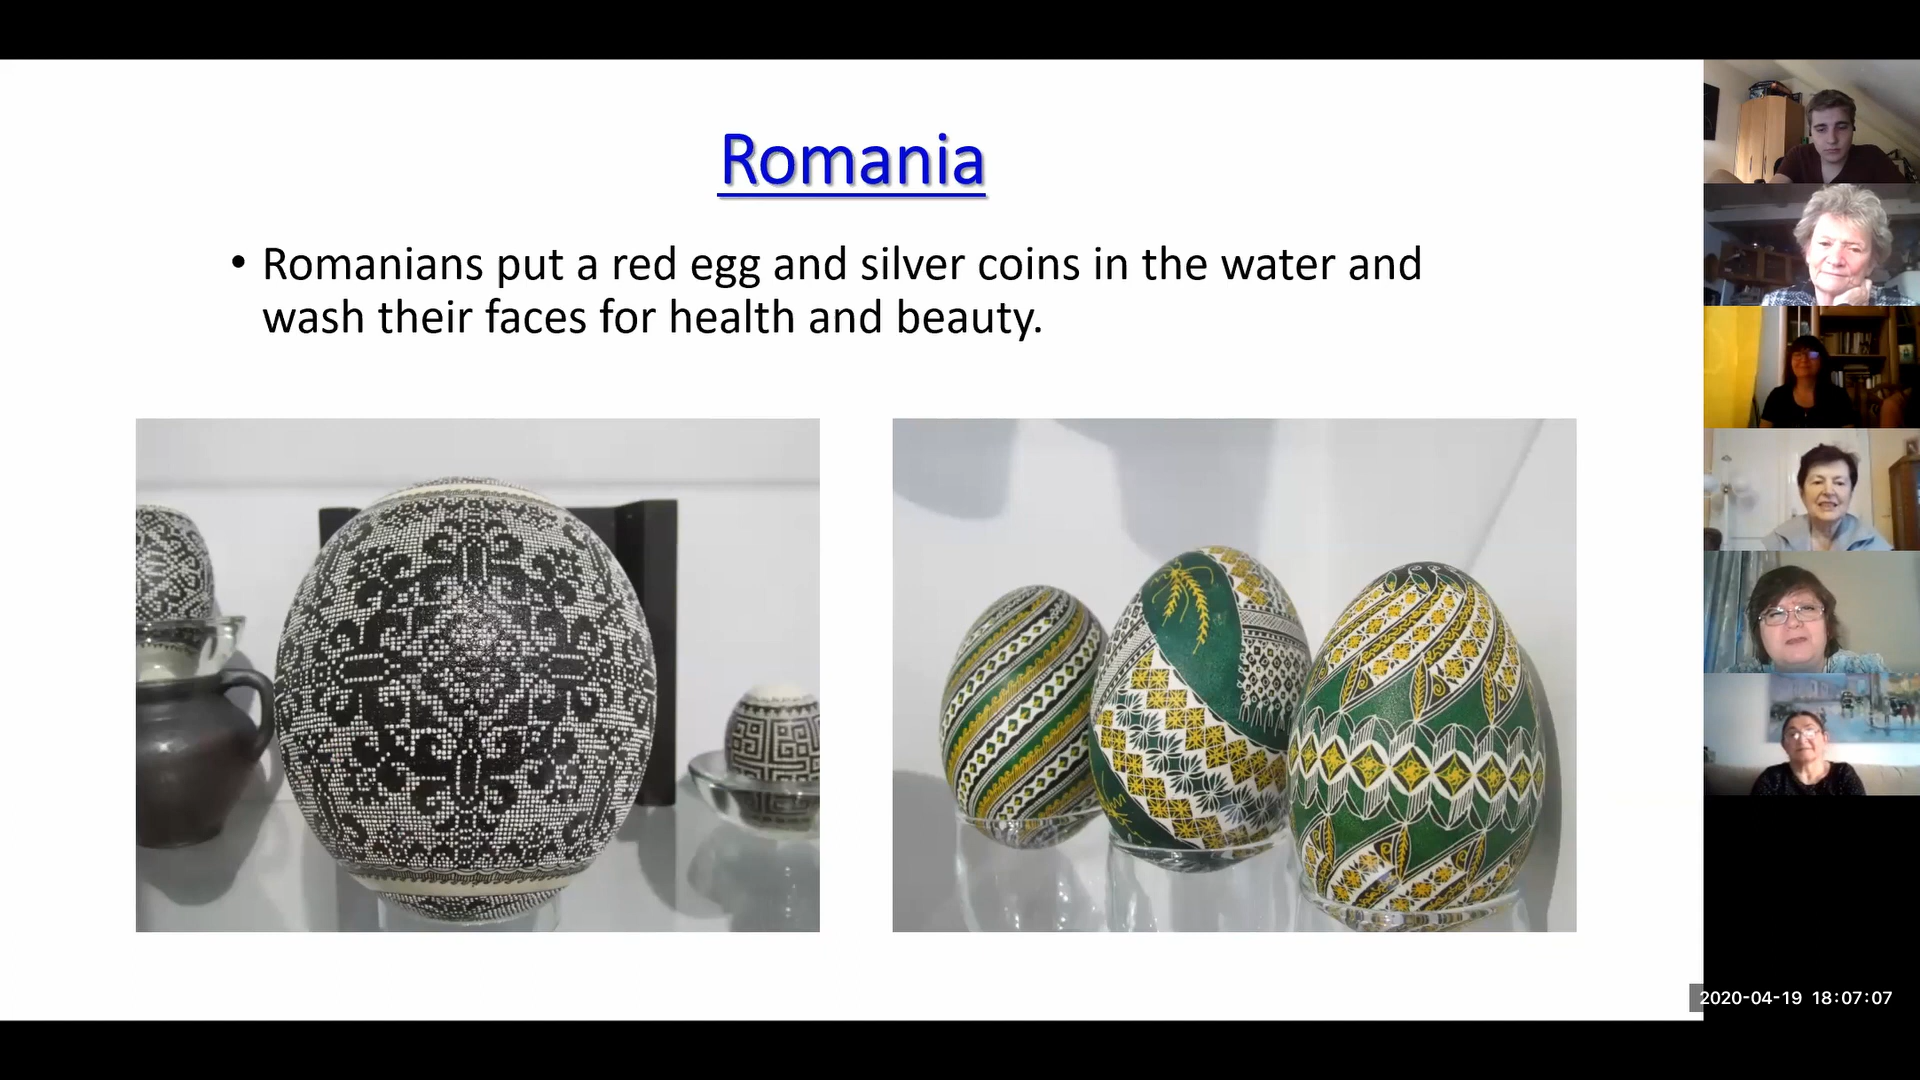 Romania
• Romanians put a red egg and silver coins in the water and
wash their faces for health and beauty.
2020-04-19 18:07:07